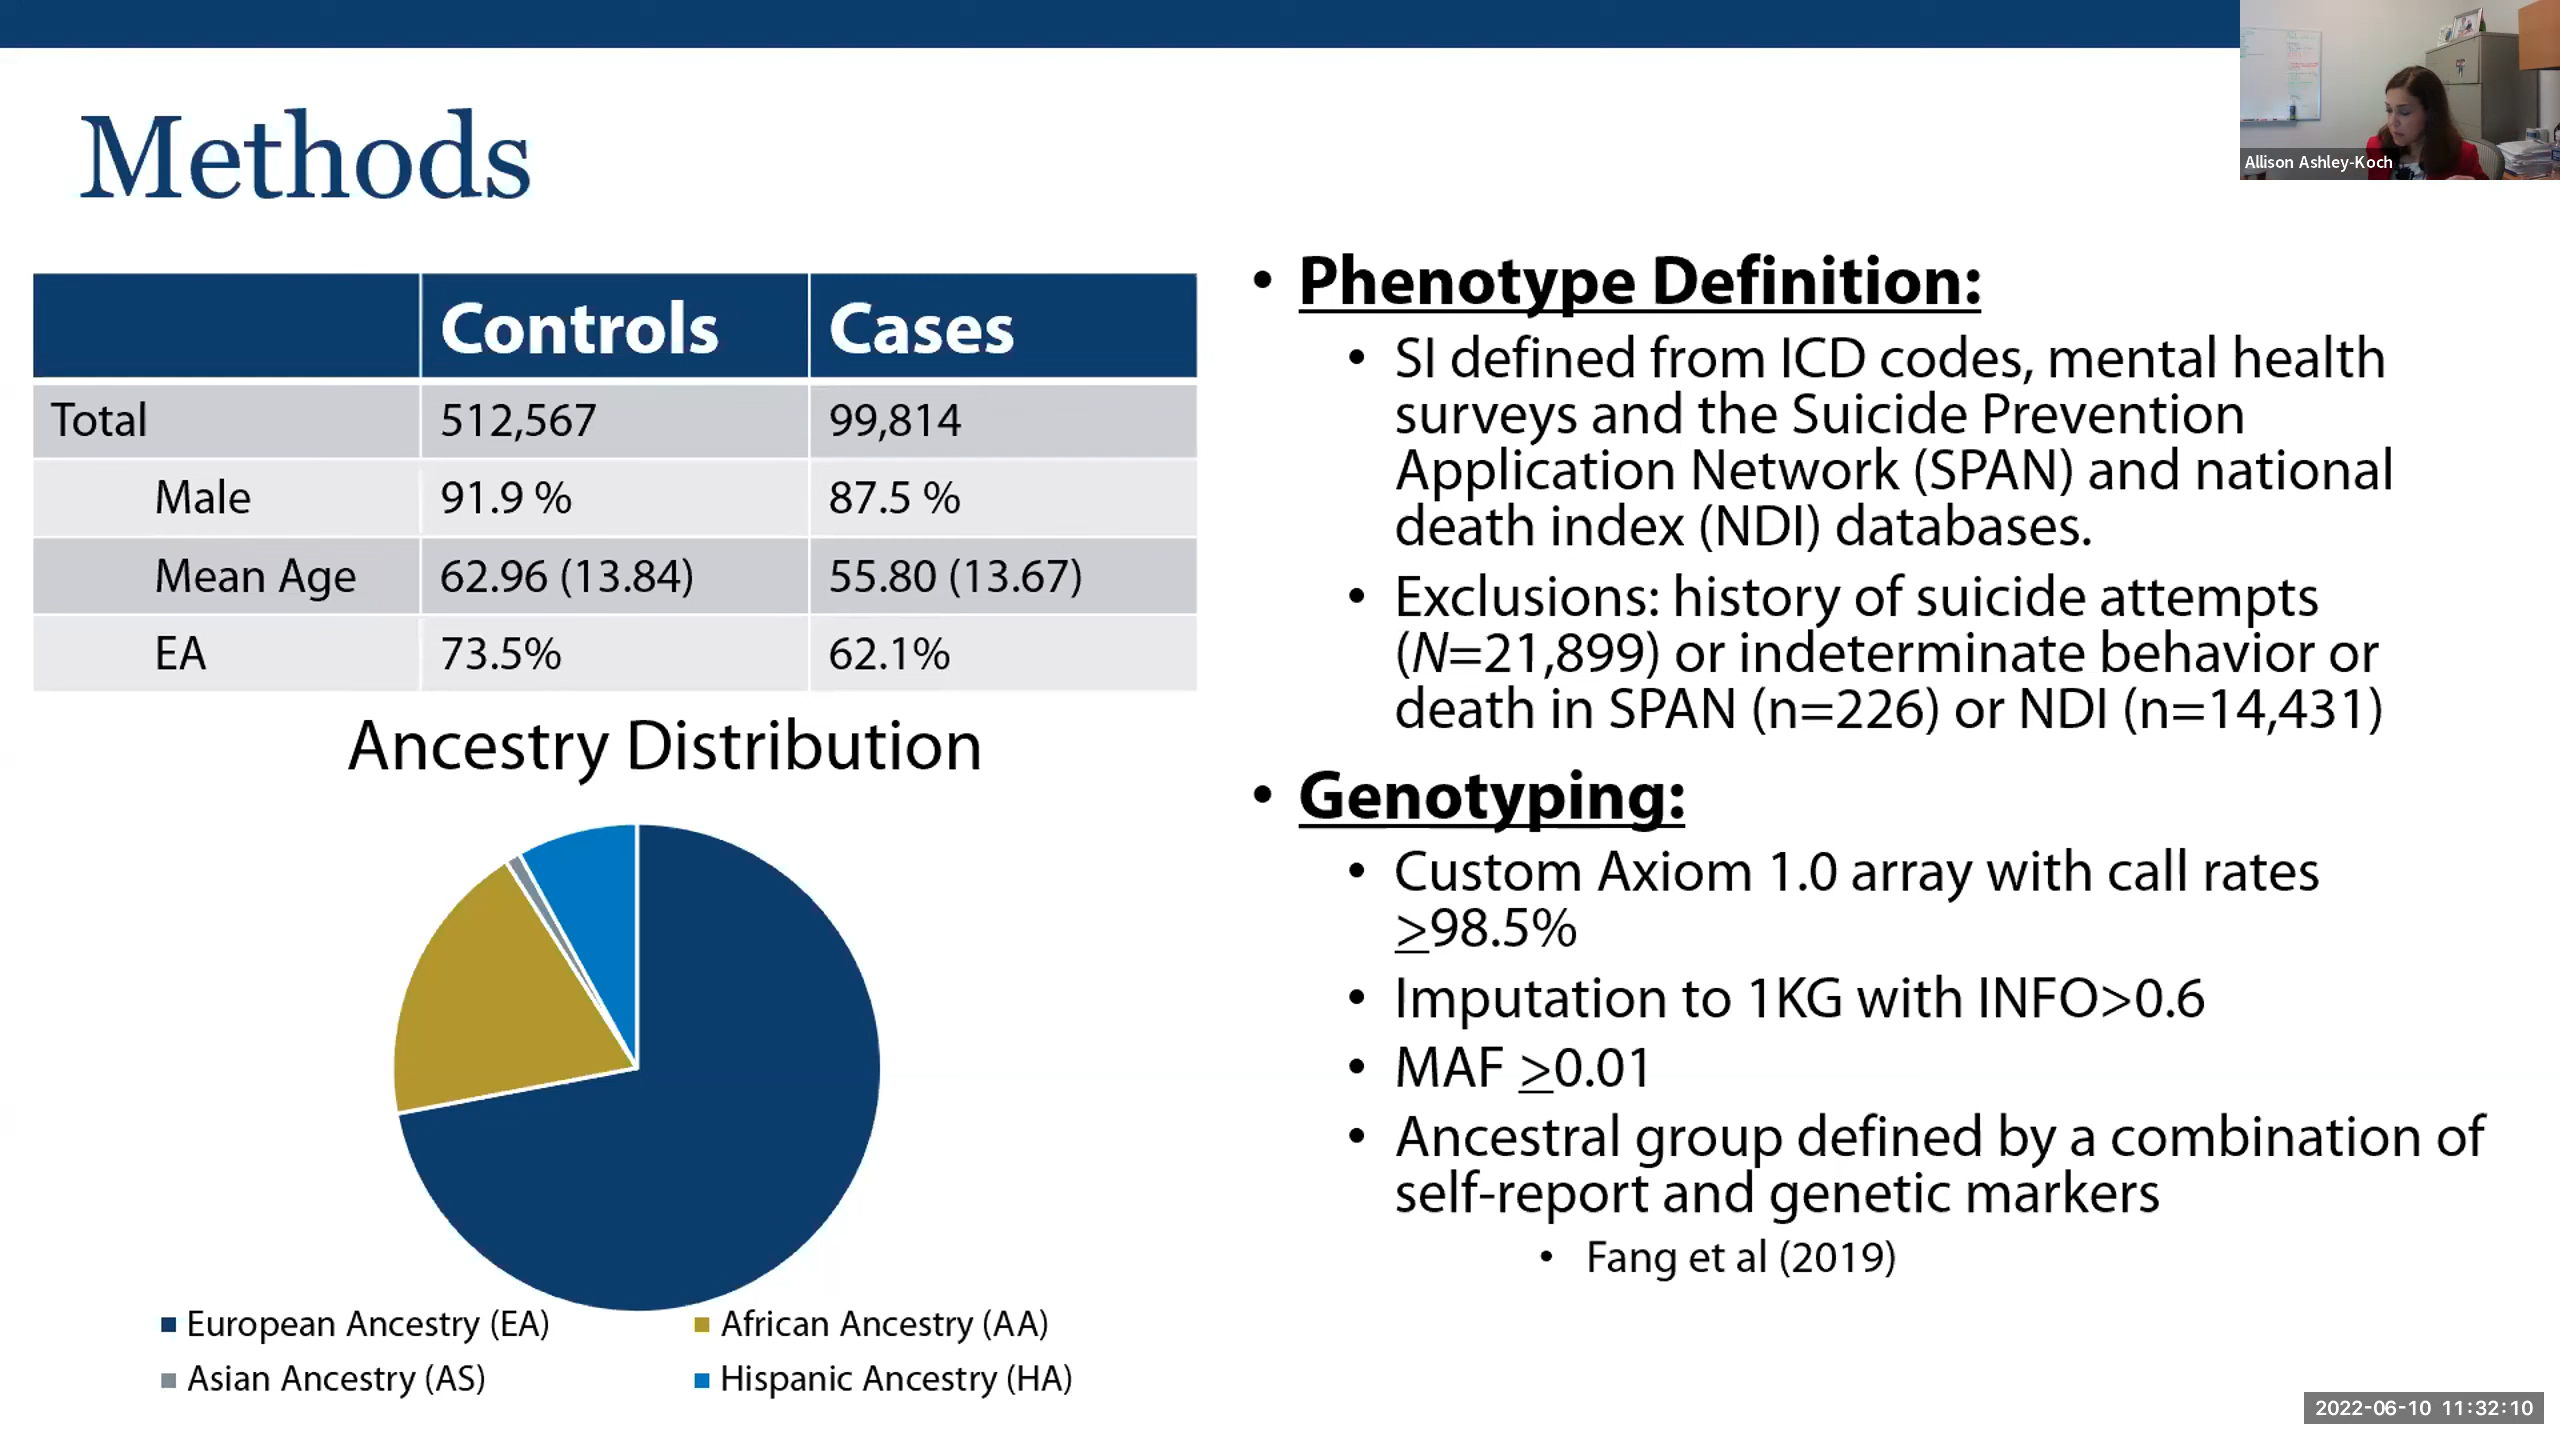 Methods
Allison Ashley-Koch
Controls Cases
Total 512,567 99,814
Male 91.9 % 87.5 %
Mean Age 62.96 (13.84) 55.80 (13.67)
EA 73.5% 62.1%
Ancestry Distribution
■ European Ancestry (EA) ■ African Ancestry (AA)
■ Asian Ancestry (AS) ■ Hispanic Ancestry (HA)
• Phenotype Definition:
• SI defined from ICD codes, mental health
surveys and the Suicide Prevention
Application Network (SPAN) and national
death index (NDI) databases.
• Exclusions: history of suicide attempts
(N=21,899) or indeterminate behavior or
death in SPAN (n=226) or NDI (n=14,431)
• Genotyping:
• Custom Axiom 1.0 array with call rates
≥98.5%
• Imputation to 1KG with INFO>0.6
• MAF ≥0.01
• Ancestral group defined by a combination of
self-report and genetic markers
• Fang et al (2019)
2022-06-10 11:32:10